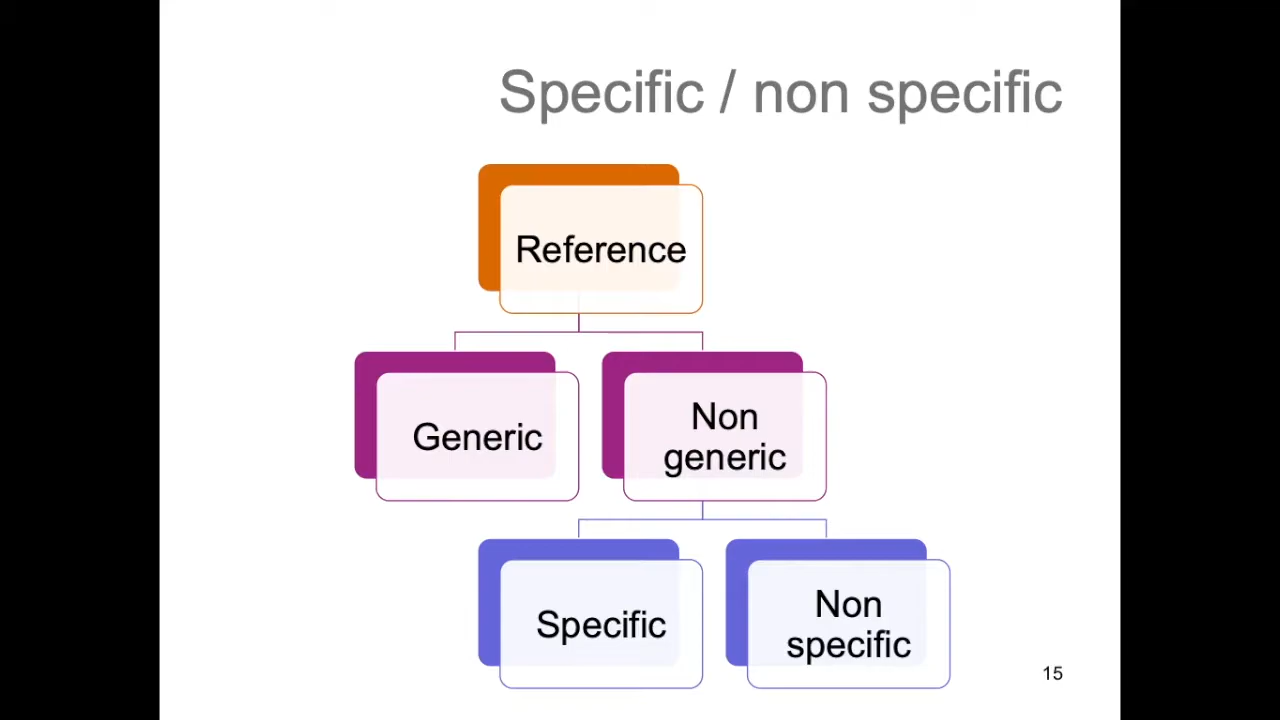 Specific / non specific
Reference
Generic
Non
generic
Specific
Non
specific
15